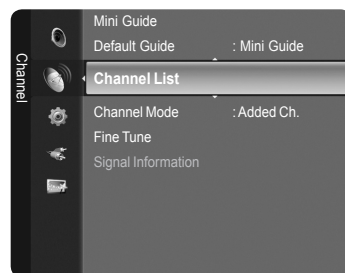 Channel
Mini Guide
Default Guide : Mini Guide
Channel List
Channel Mode : Added Ch.
Fine Tune
Signal Information